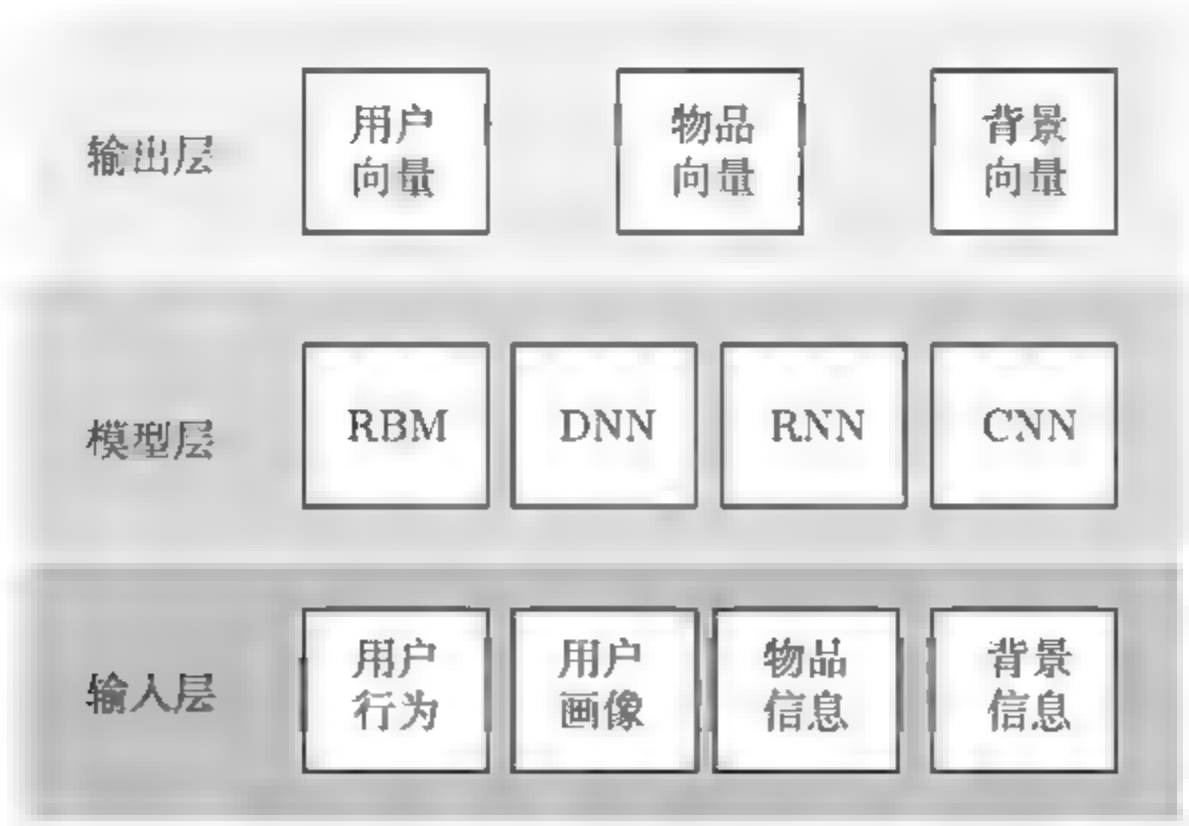 输出层
用户
向量
物品
向量
背景
向量
模型层
RBM
DNN
RNN
CNN
输入层
用户
行为
用户
画像
物品
信息
背景
信息